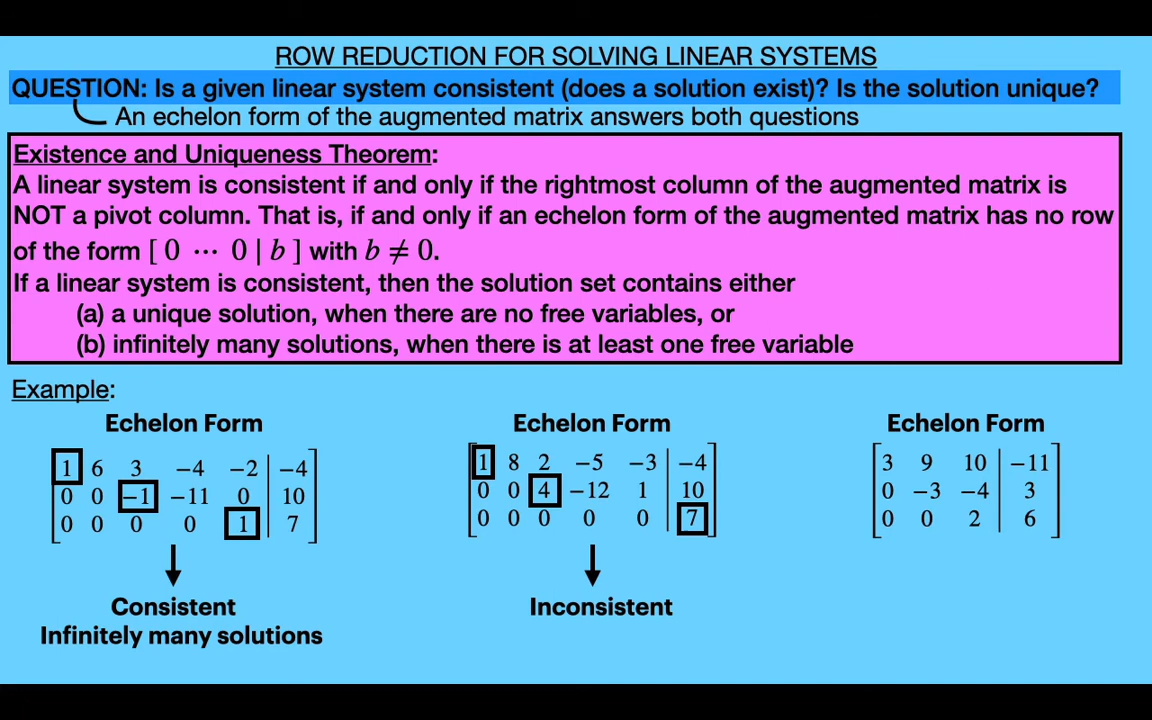 ROW REDUCTION FOR SOLVING LINEAR SYSTEMS
QUESTION: Is a given linear system consistent (does a solution exist)? Is the solution unique?
An echelon form of the augmented matrix answers both questions
Existence and Uniqueness Theorem:
A linear system is consistent if and only if the rightmost column of the augmented matrix is
NOT a pivot column. That is, if and only if an echelon form of the augmented matrix has no row
of the form [ 0 ⋯ 0 | b ] with b ≠ 0.
If a linear system is consistent, then the solution set contains either
(a) a unique solution, when there are no free variables, or
(b) infinitely many solutions, when there is at least one free variable
Example:
Echelon Form
1 6 3 −4 −2 | −4
0 0 −1 −11 0 | 10
0 0 0 0 1 | 7
Consistent
Infinitely many solutions
Echelon Form
1 8 2 −5 −3 | −4
0 0 4 −12 1 | 10
0 0 0 0 0 | 7
Inconsistent
Echelon Form
3 9 10 | −11
0 −3 −4 | 3
0 0 2 | 6